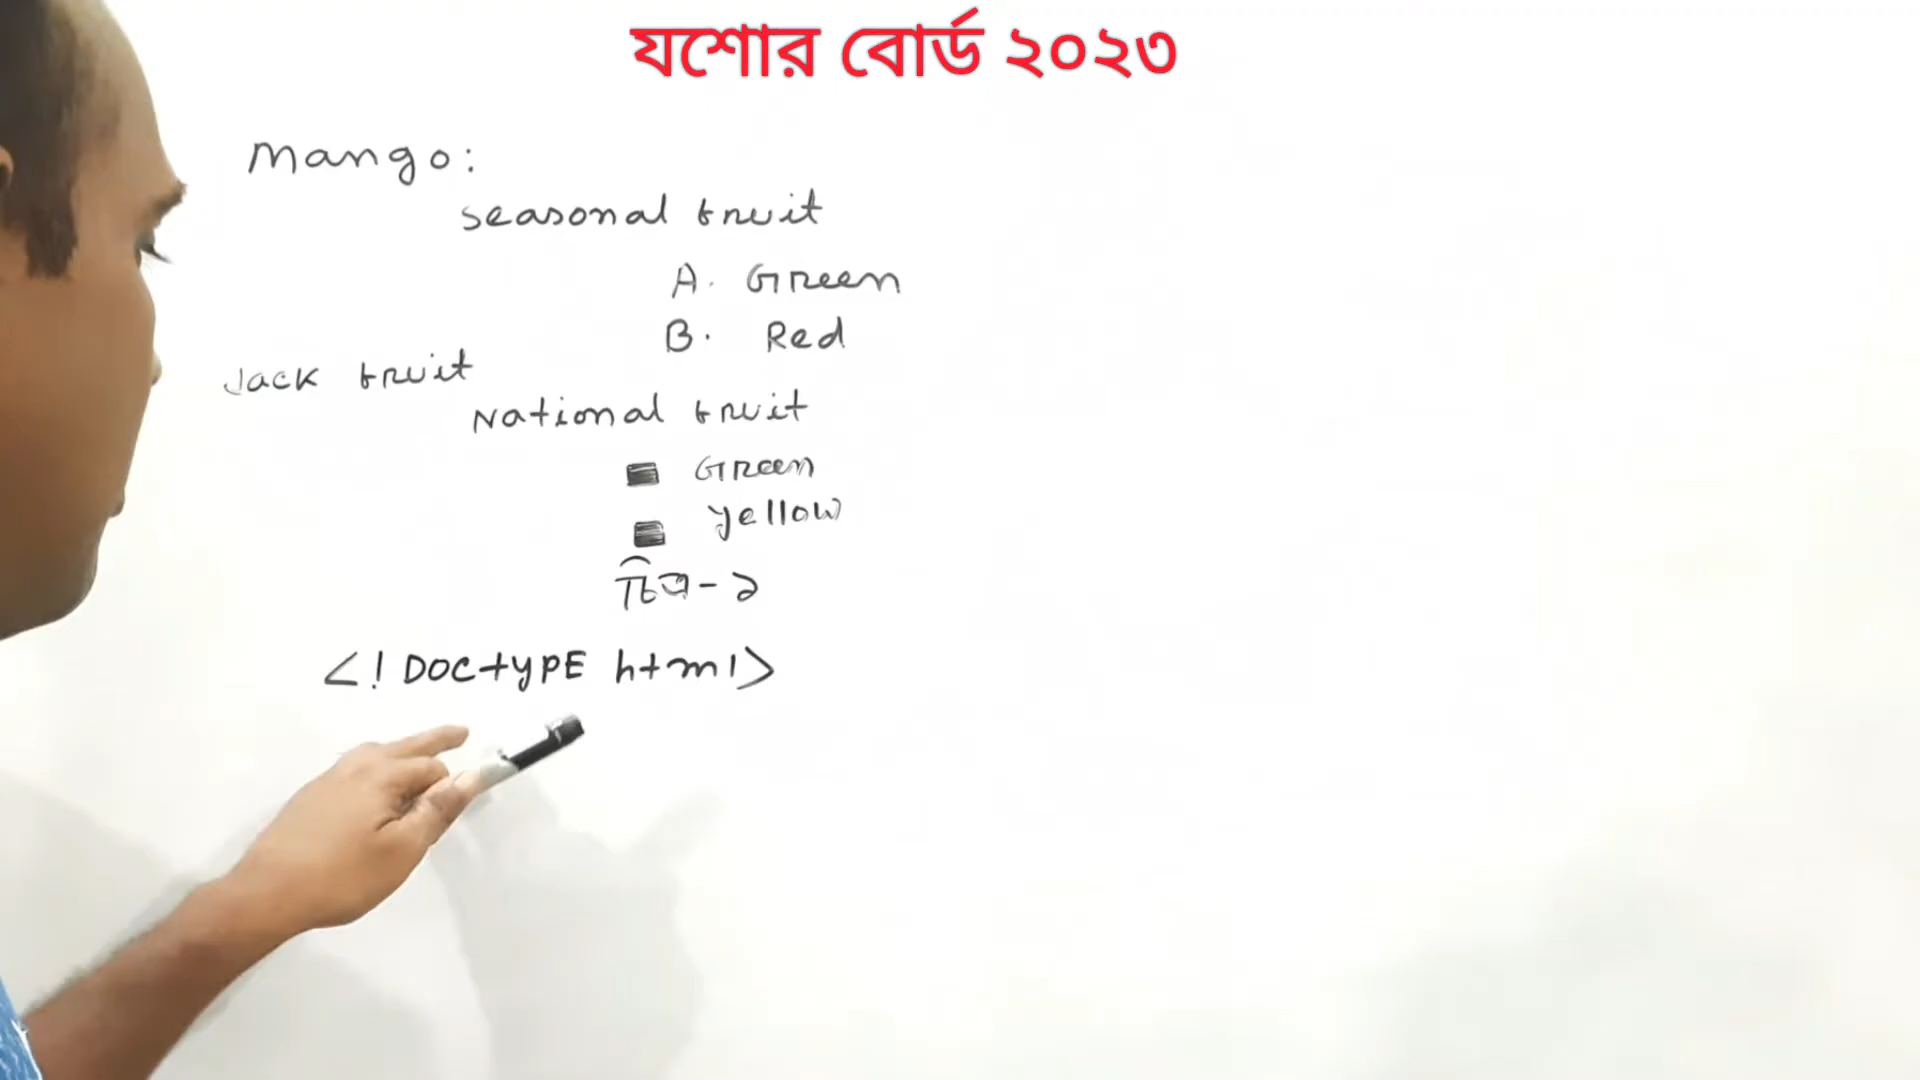 যশোর বোর্ড ২০২৩
Mango:
seasonal fruit
A. Green
B. Red
Jack fruit
National fruit
Green
yellow
চিত্র-১
<!DOCtyPE html>